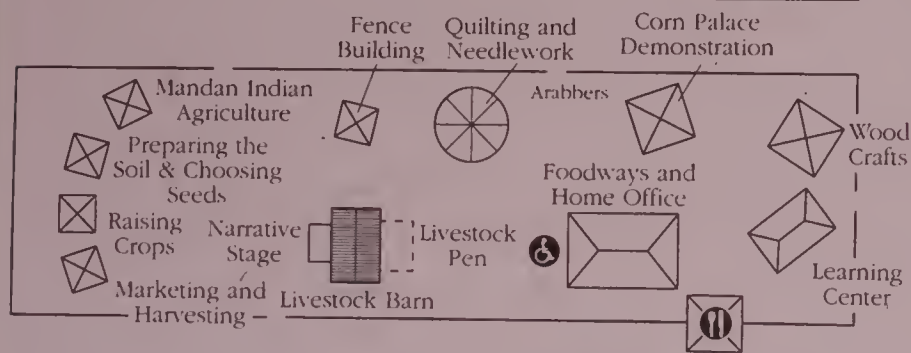 Fence
Building
Quilting and
Needlework
Corn Palace
Demonstration
Mandan Indian
Agriculture
Arabbers
Wood
Crafts
Preparing the
Soil & Choosing
Seeds
Foodways and
Home Office
Raising
Crops
Narrative
Stage
Livestock
Pen
Learning
Center
Marketing and
Harvesting
Livestock Barn